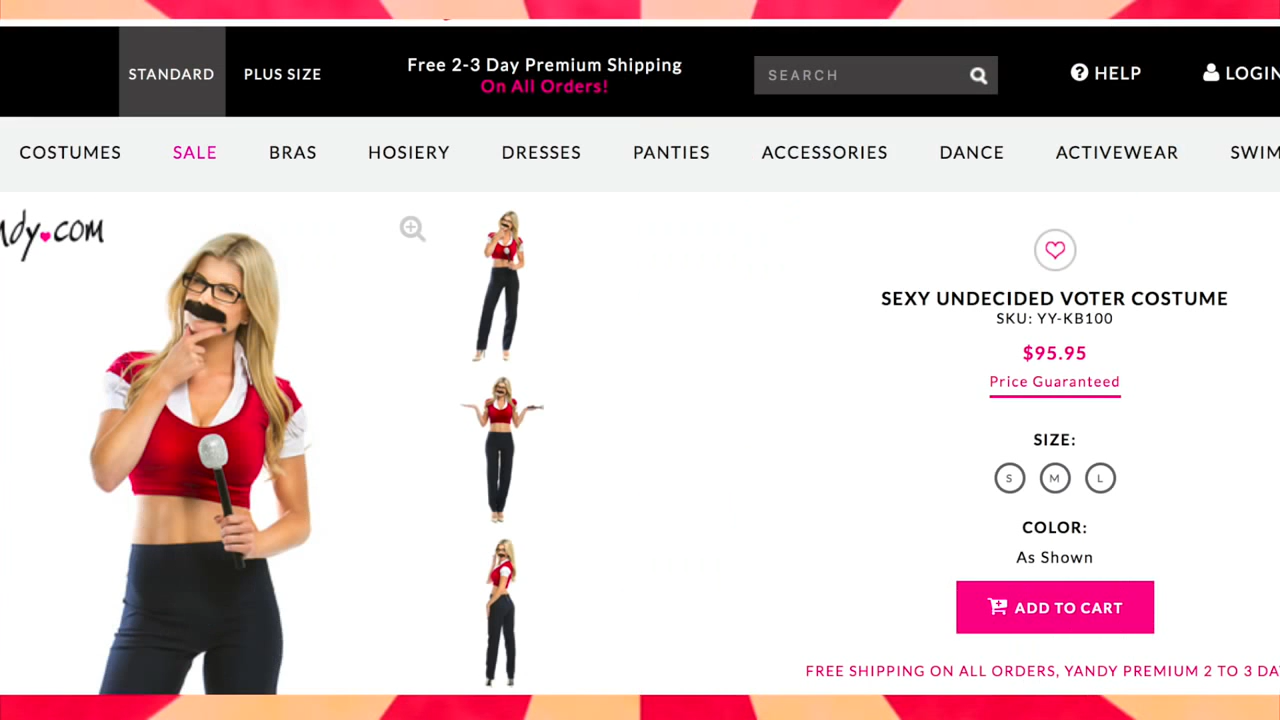 STANDARD
PLUS SIZE
Free 2-3 Day Premium Shipping
On All Orders!
SEARCH
HELP
LOGIN
COSTUMES
SALE
BRAS
HOSIERY
DRESSES
PANTIES
ACCESSORIES
DANCE
ACTIVEWEAR
SWIM
ndy.com
SEXY UNDECIDED VOTER COSTUME
SKU: YY-KB100
$95.95
Price Guaranteed
SIZE:
S M L
COLOR:
As Shown
ADD TO CART
FREE SHIPPING ON ALL ORDERS, YANDY PREMIUM 2 TO 3 DA